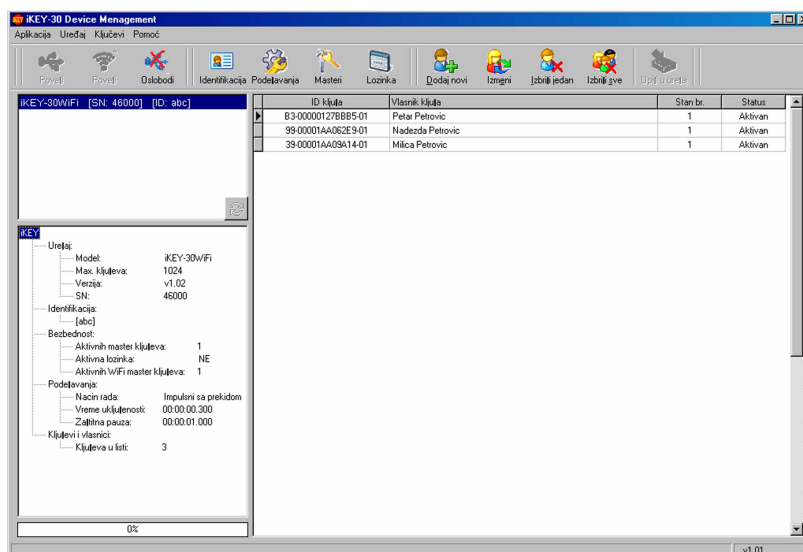 iKEY-30 Device Management
Aplikacija Uređaj Ključevi Pomoć
Poveži Poveži Oslobodi Identifikacija Podešavanja Masteri Lozinka Dodaj novi Izmeni Izbriši jedan Izbriši sve Upiši u uređaj
iKEY-30WiFi [SN: 46000] [ID: abc]
ID ključa Vlasnik ključa Stan br. Status
B3-00000127BBB5-01 Petar Petrovic 1 Aktivan
99-00001AA062E9-01 Nadezda Petrovic 1 Aktivan
39-00001AA09A14-01 Milica Petrovic 1 Aktivan
iKEY
Uređaj:
Model: iKEY-30WiFi
Max. ključeva: 1024
Verzija: v1.02
SN: 46000
Identifikacija:
[abc]
Bezbednost:
Aktivnih master ključeva: 1
Aktivna lozinka: NE
Aktivnih WiFi master ključeva: 1
Podešavanja:
Nacin rada: Impulsni sa prekidom
Vreme uključenosti: 00:00:00.300
Zaštitna pauza: 00:00:01.000
Ključevi i vlasnici:
Ključeva u listi: 3
0%
v1.01